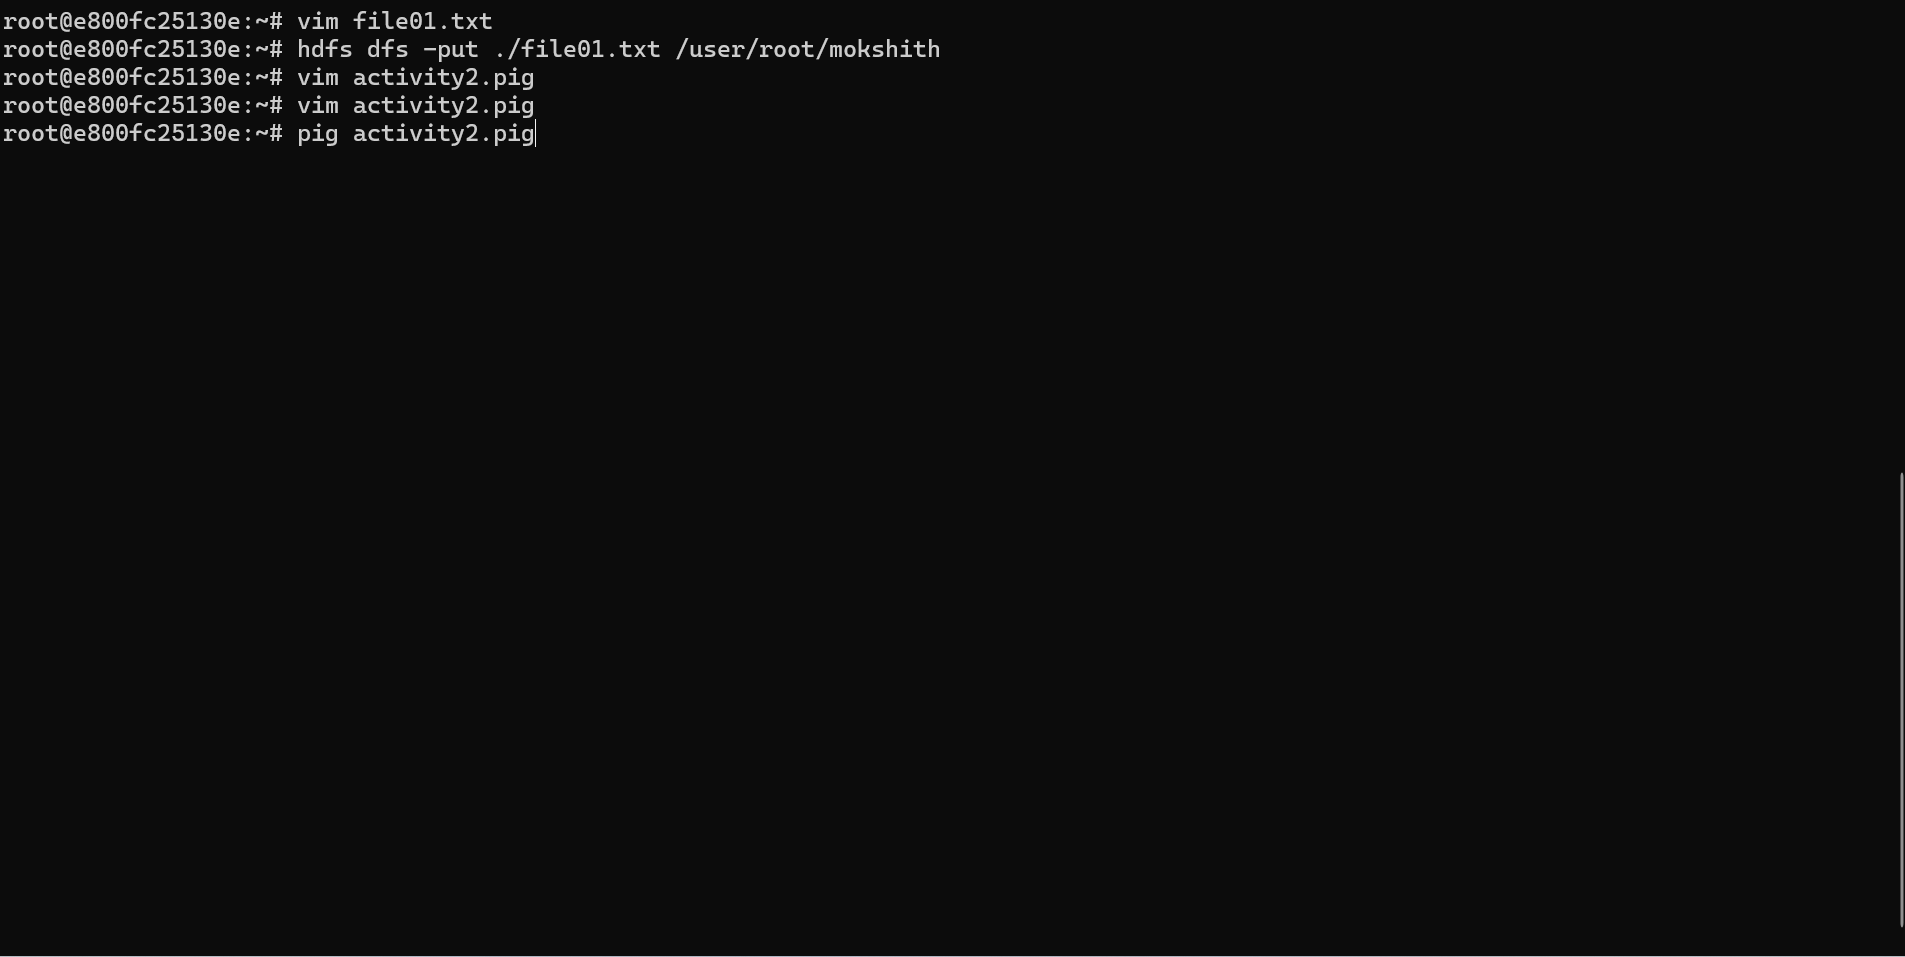 root@e800fc25130e:~# vim file01.txt
root@e800fc25130e:~# hdfs dfs -put ./file01.txt /user/root/mokshith
root@e800fc25130e:~# vim activity2.pig
root@e800fc25130e:~# vim activity2.pig
root@e800fc25130e:~# pig activity2.pig